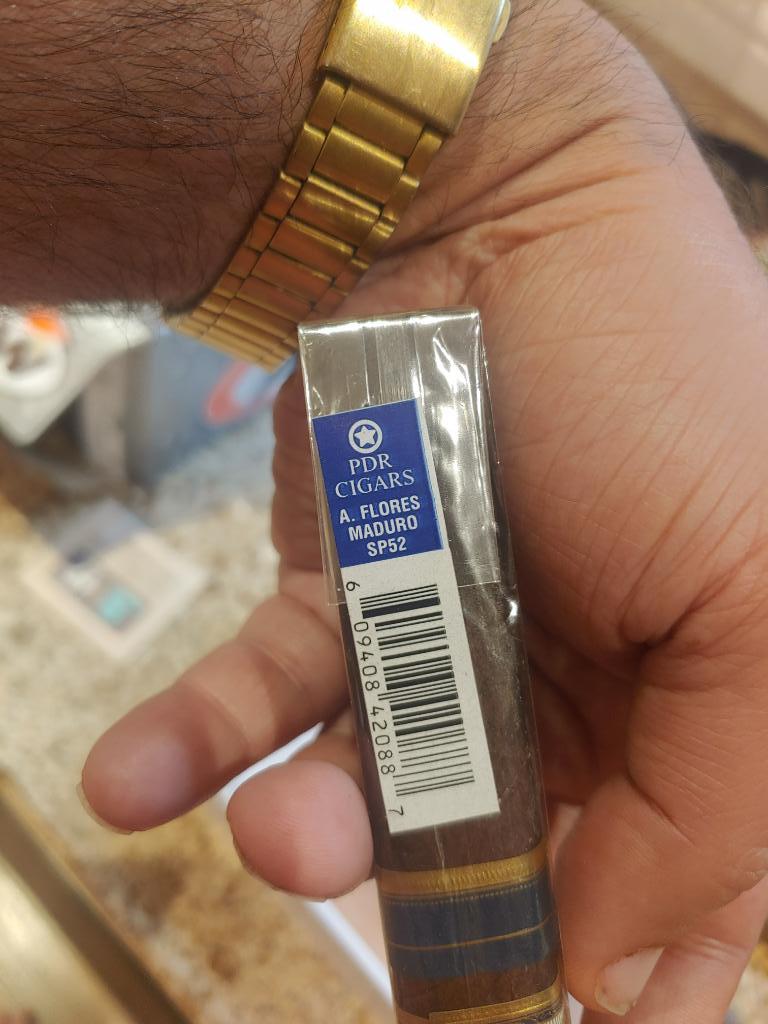 PDR
CIGARS
A. FLORES
MADURO
SP52
6 09408 42088 7